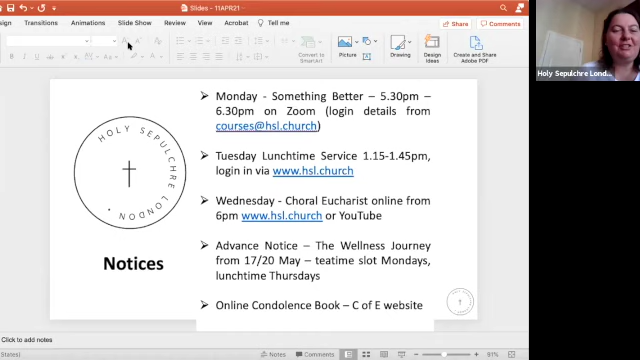 Slides - 11APR21
sign
Transitions
Animations
Slide Show
Review
View
Acrobat
Tell me
Share
Comments
Convert to
SmartArt
Picture
Arrange
Design
Ideas
Create and Share
Adobe PDF
HOLY SEPULCHRE LONDON
Notices
Monday - Something Better – 5.30pm –
6.30pm on Zoom (login details from
courses@hsl.church)
Tuesday Lunchtime Service 1.15-1.45pm,
login in via www.hsl.church
Wednesday - Choral Eucharist online from
6pm www.hsl.church or YouTube
Advance Notice – The Wellness Journey
from 17/20 May – teatime slot Mondays,
lunchtime Thursdays
Online Condolence Book – C of E website
Click to add notes
States)
Notes
Comments
91%
Holy Sepulchre Lond...